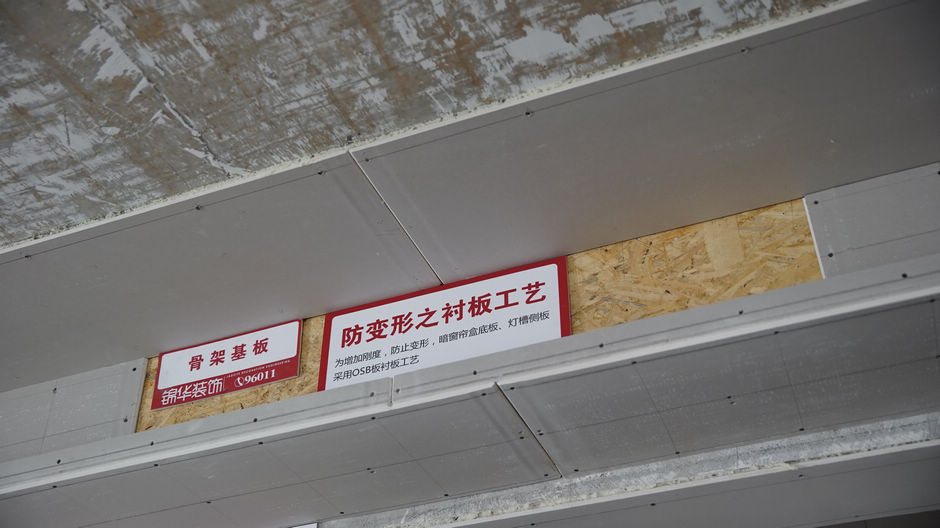 骨架基板
锦华装饰
96011
防变形之衬板工艺
为增加刚度，防止变形，暗窗帘盒底板、灯槽侧板
采用OSB板衬板工艺